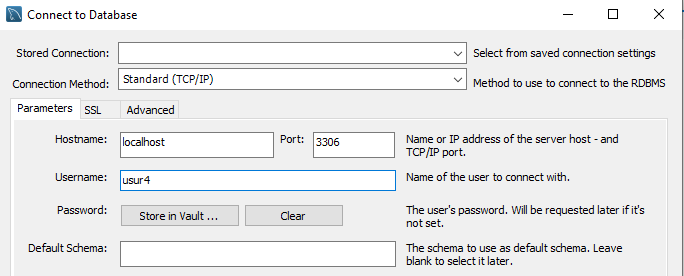 Connect to Database
Stored Connection: Select from saved connection settings
Connection Method: Standard (TCP/IP) Method to use to connect to the RDBMS
Parameters SSL Advanced
Hostname: localhost Port: 3306 Name or IP address of the server host - and
TCP/IP port.
Username: usur4 Name of the user to connect with.
Password: Store in Vault ... Clear The user's password. Will be requested later if it's
not set.
Default Schema: The schema to use as default schema. Leave
blank to select it later.